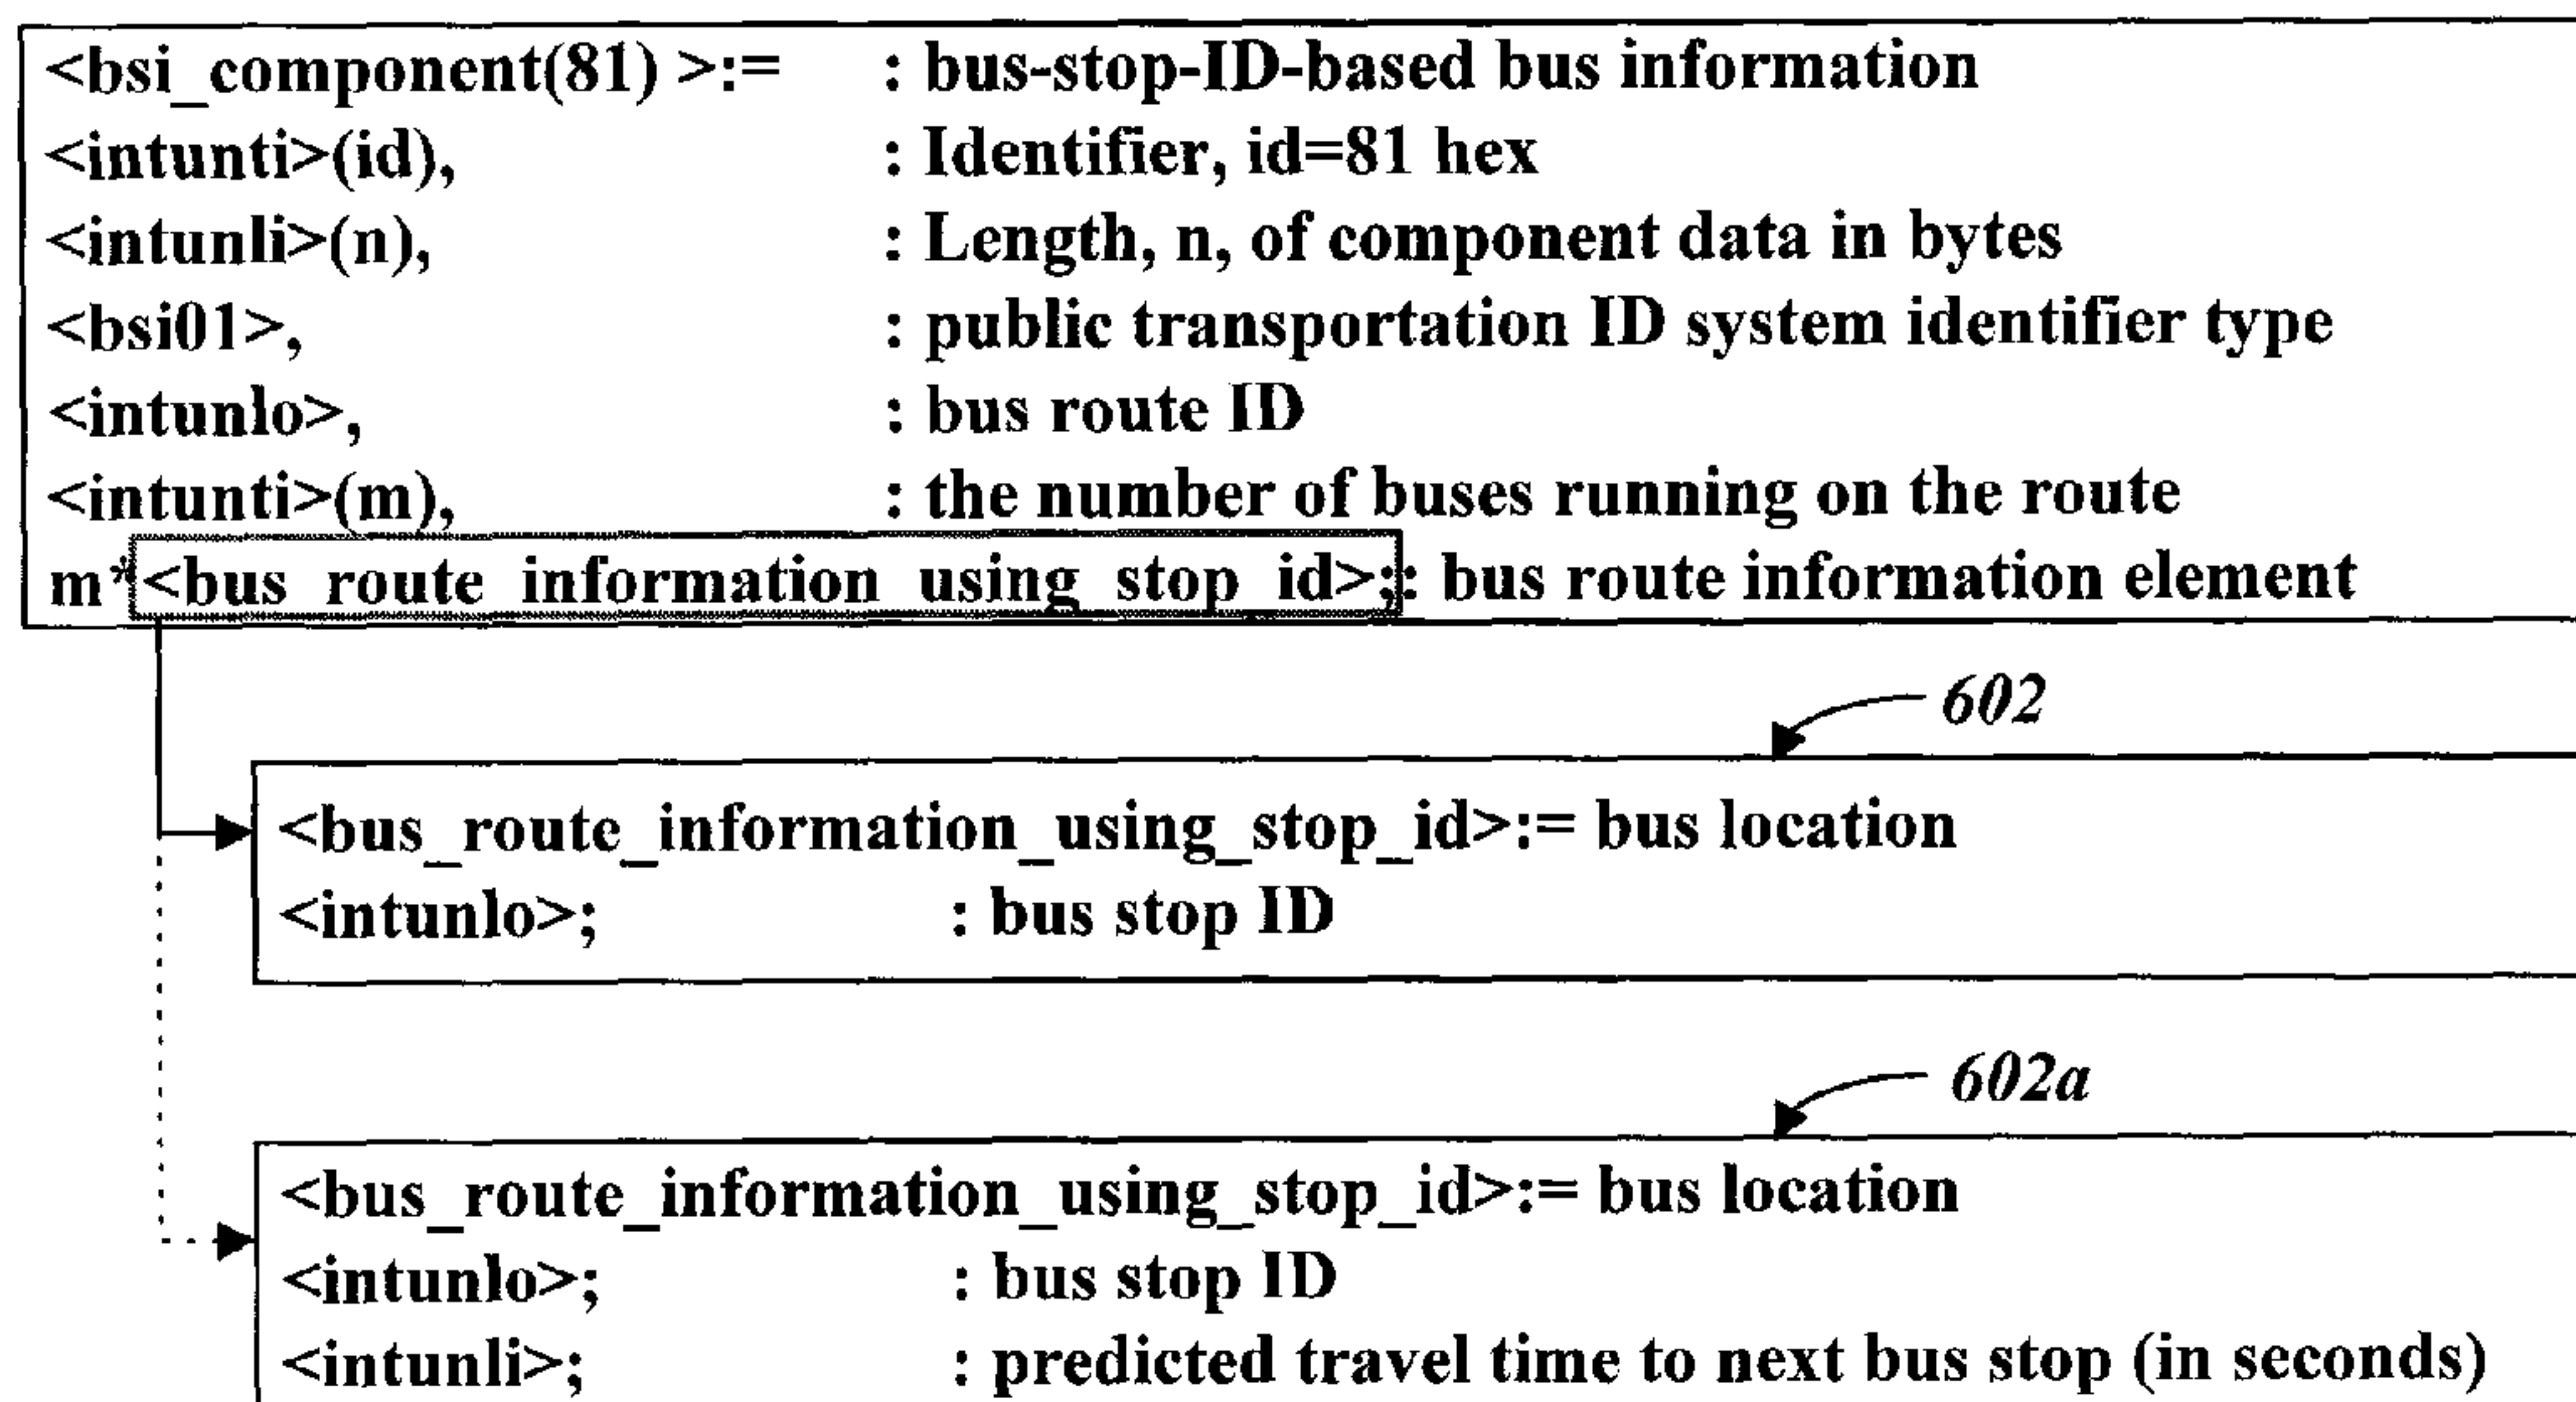 <bsi_component(81) >:= : bus-stop-ID-based bus information
<intunti>(id), : Identifier, id=81 hex
<intunli>(n), : Length, n, of component data in bytes
<bsi01>, : public transportation ID system identifier type
<intunlo>, : bus route ID
<intunti>(m), : the number of buses running on the route
m*<bus_route_information_using_stop_id>;: bus route information element
602
<bus_route_information_using_stop_id>:= bus location
<intunlo>; : bus stop ID
602a
<bus_route_information_using_stop_id>:= bus location
<intunlo>; : bus stop ID
<intunli>; : predicted travel time to next bus stop (in seconds)